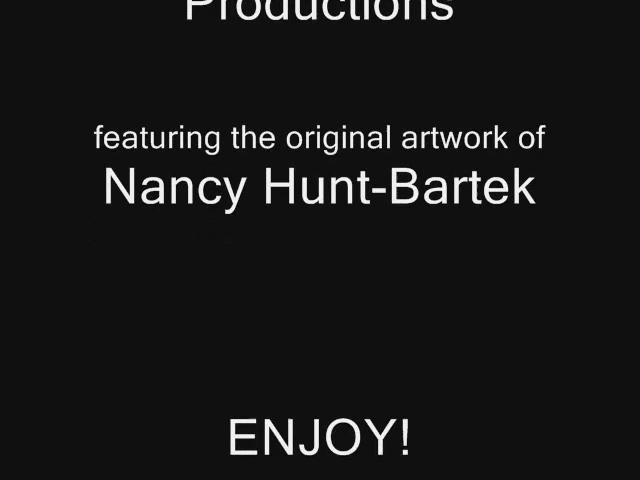 Productions
featuring the original artwork of
Nancy Hunt-Bartek
ENJOY!